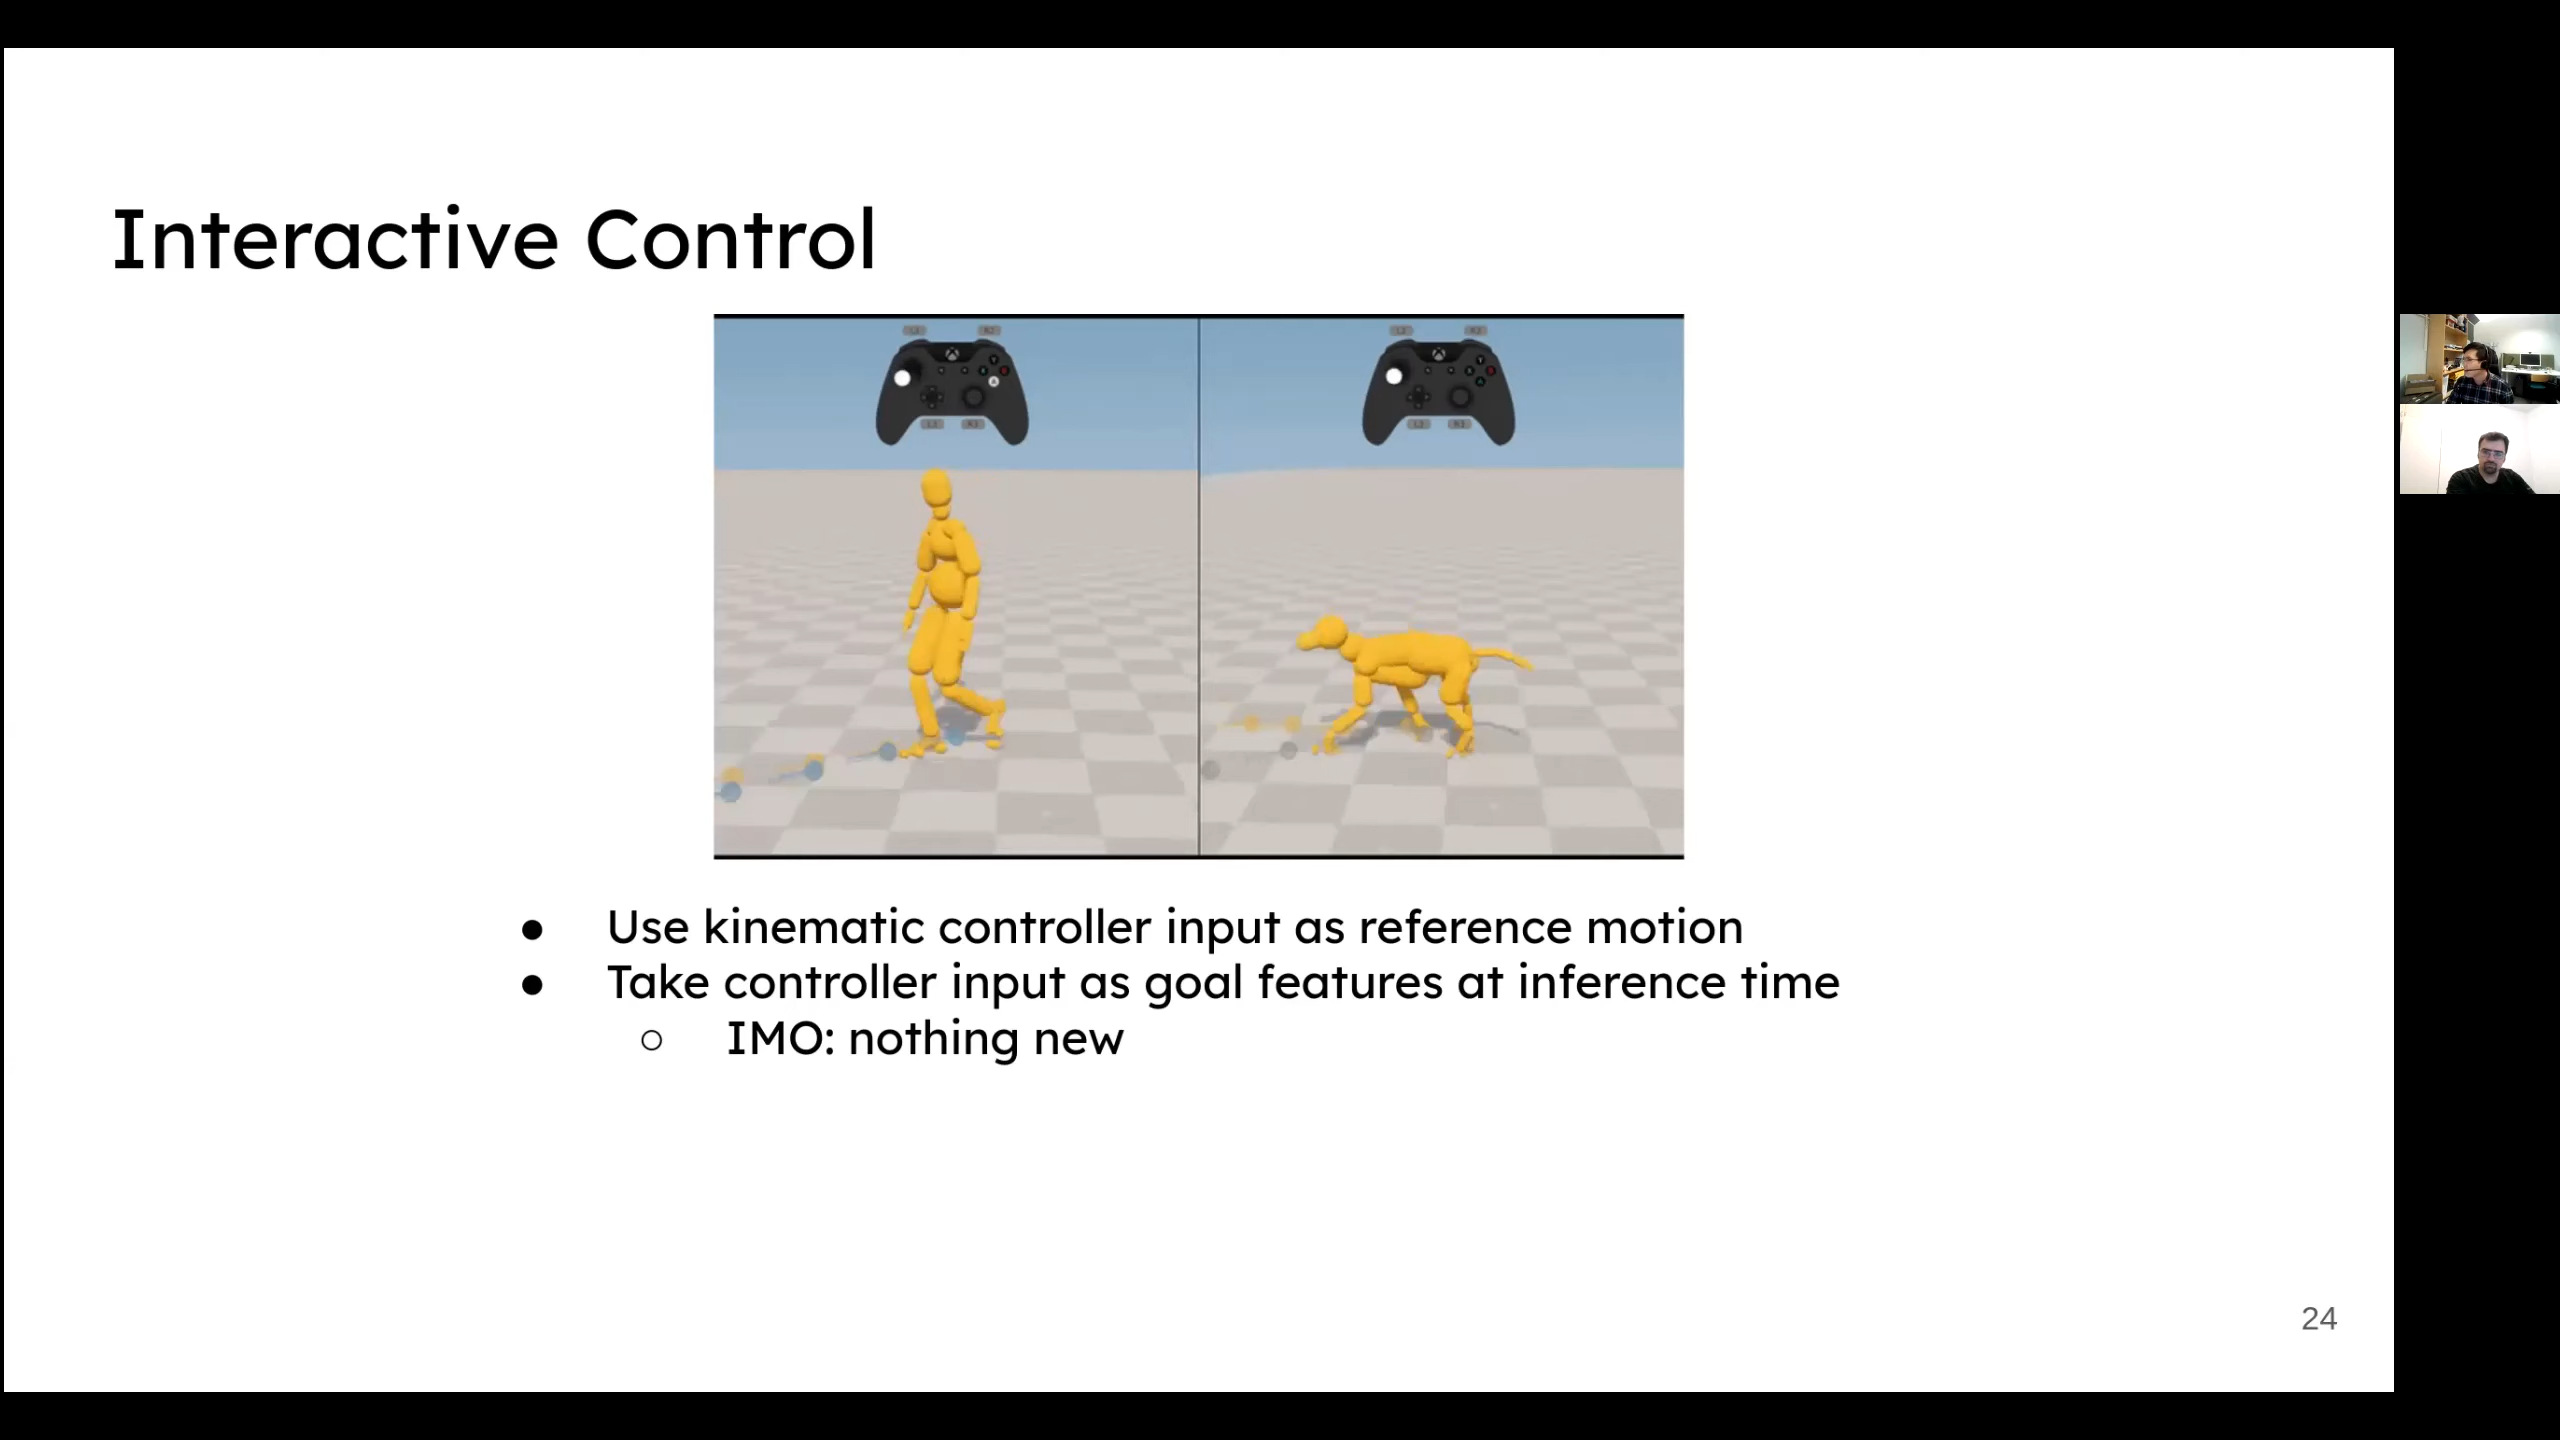 Interactive Control
● Use kinematic controller input as reference motion
● Take controller input as goal features at inference time
○ IMO: nothing new
24